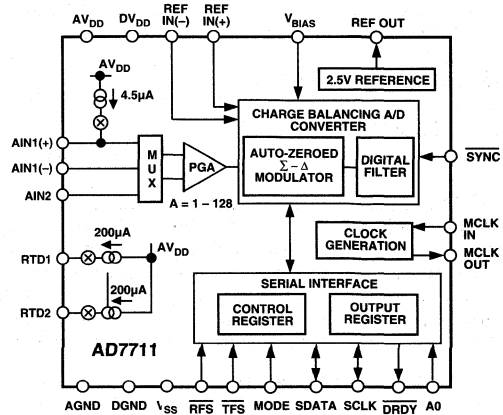 AVDD
DVDD
REF
IN(–)
REF
IN(+)
VBIAS
REF OUT
AVDD
4.5µA
2.5V REFERENCE
CHARGE BALANCING A/D
CONVERTER
AUTO-ZEROED
Σ – Δ
MODULATOR
DIGITAL
FILTER
SYNC
AIN1(+)
AIN1(–)
AIN2
MUX
PGA
A = 1 – 128
CLOCK
GENERATION
MCLK
IN
MCLK
OUT
200µA
AVDD
RTD1
200µA
RTD2
SERIAL INTERFACE
CONTROL
REGISTER
OUTPUT
REGISTER
AD7711
AGND
DGND
VSS
RFS
TFS
MODE
SDATA
SCLK
DRDY
A0